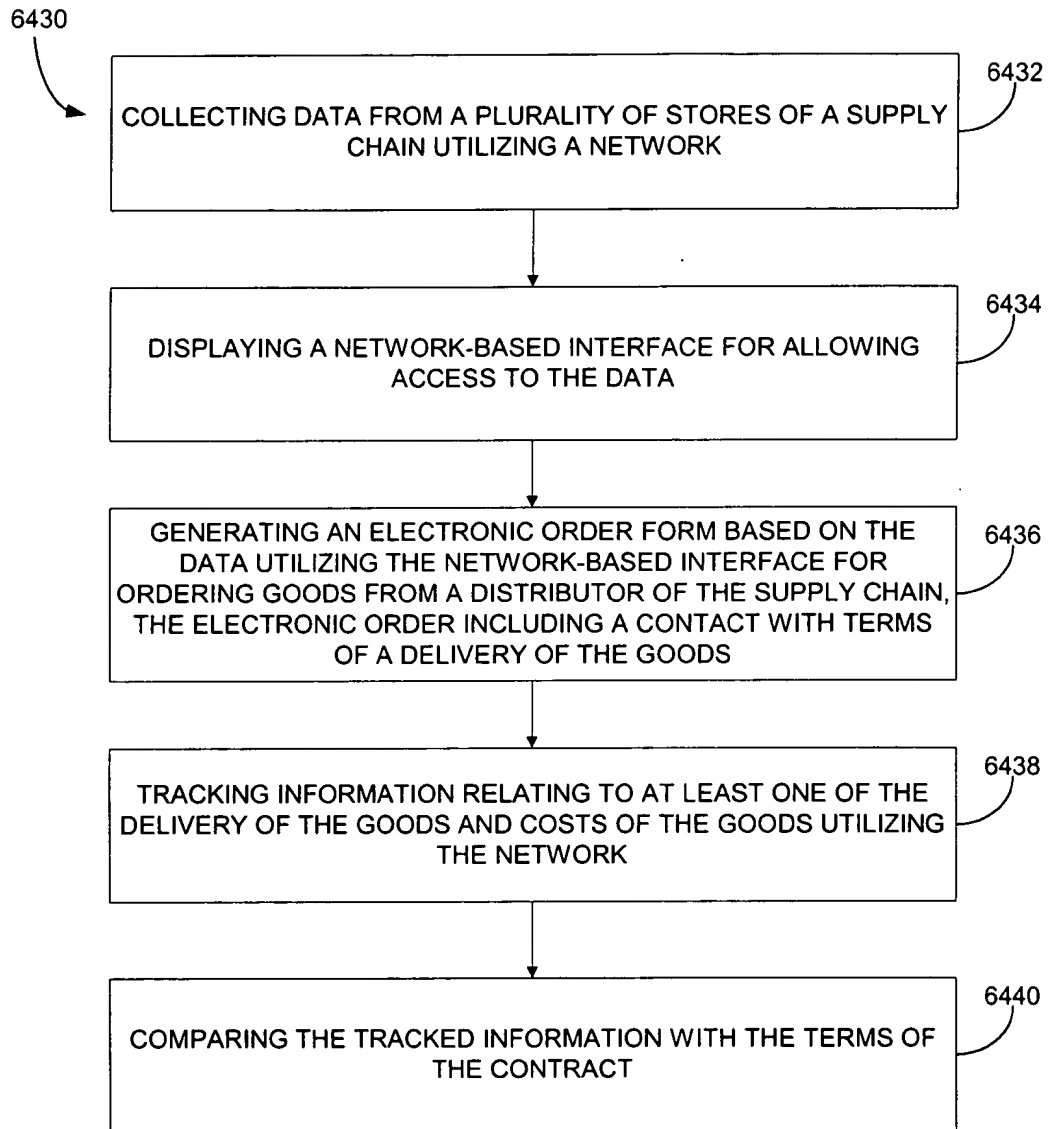 6430
6432
COLLECTING DATA FROM A PLURALITY OF STORES OF A SUPPLY
CHAIN UTILIZING A NETWORK
6434
DISPLAYING A NETWORK-BASED INTERFACE FOR ALLOWING
ACCESS TO THE DATA
6436
GENERATING AN ELECTRONIC ORDER FORM BASED ON THE
DATA UTILIZING THE NETWORK-BASED INTERFACE FOR
ORDERING GOODS FROM A DISTRIBUTOR OF THE SUPPLY CHAIN,
THE ELECTRONIC ORDER INCLUDING A CONTACT WITH TERMS
OF A DELIVERY OF THE GOODS
6438
TRACKING INFORMATION RELATING TO AT LEAST ONE OF THE
DELIVERY OF THE GOODS AND COSTS OF THE GOODS UTILIZING
THE NETWORK
6440
COMPARING THE TRACKED INFORMATION WITH THE TERMS OF
THE CONTRACT